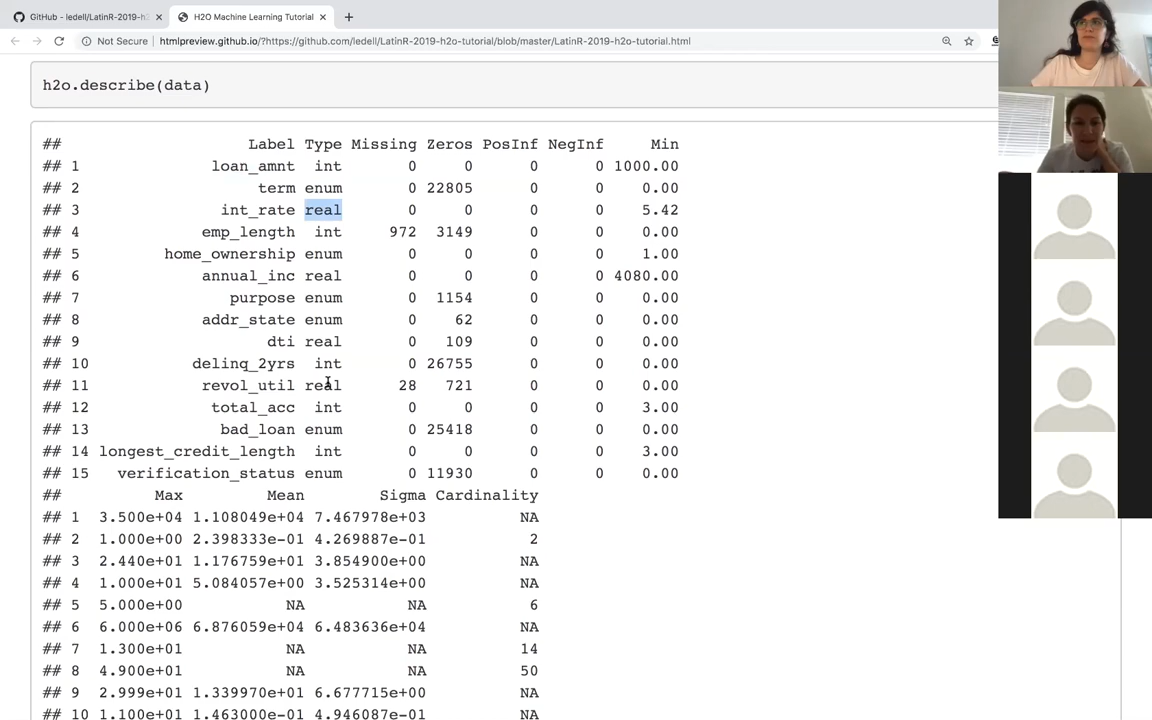 GitHub - ledell/LatinR-2019-h2 × H2O Machine Learning Tutorial × +
Not Secure | htmlpreview.github.io/?https://github.com/ledell/LatinR-2019-h2o-tutorial/blob/master/LatinR-2019-h2o-tutorial.html
h2o.describe(data)
## Label Type Missing Zeros PosInf NegInf Min
## 1 loan_amnt int 0 0 0 0 1000.00
## 2 term enum 0 22805 0 0 0.00
## 3 int_rate real 0 0 0 0 5.42
## 4 emp_length int 972 3149 0 0 0.00
## 5 home_ownership enum 0 0 0 0 1.00
## 6 annual_inc real 0 0 0 0 4080.00
## 7 purpose enum 0 1154 0 0 0.00
## 8 addr_state enum 0 62 0 0 0.00
## 9 dti real 0 109 0 0 0.00
## 10 delinq_2yrs int 0 26755 0 0 0.00
## 11 revol_util real 28 721 0 0 0.00
## 12 total_acc int 0 0 0 0 3.00
## 13 bad_loan enum 0 25418 0 0 0.00
## 14 longest_credit_length int 0 0 0 0 3.00
## 15 verification_status enum 0 11930 0 0 0.00
## Max Mean Sigma Cardinality
## 1 3.500e+04 1.108049e+04 7.467978e+03 NA
## 2 1.000e+00 2.398333e-01 4.269887e-01 2
## 3 2.440e+01 1.176759e+01 3.854900e+00 NA
## 4 1.000e+01 5.084057e+00 3.525314e+00 NA
## 5 5.000e+00 NA NA 6
## 6 6.000e+06 6.876059e+04 6.483636e+04 NA
## 7 1.300e+01 NA NA 14
## 8 4.900e+01 NA NA 50
## 9 2.999e+01 1.339970e+01 6.677715e+00 NA
## 10 1.100e+01 1.463000e-01 4.946087e-01 NA